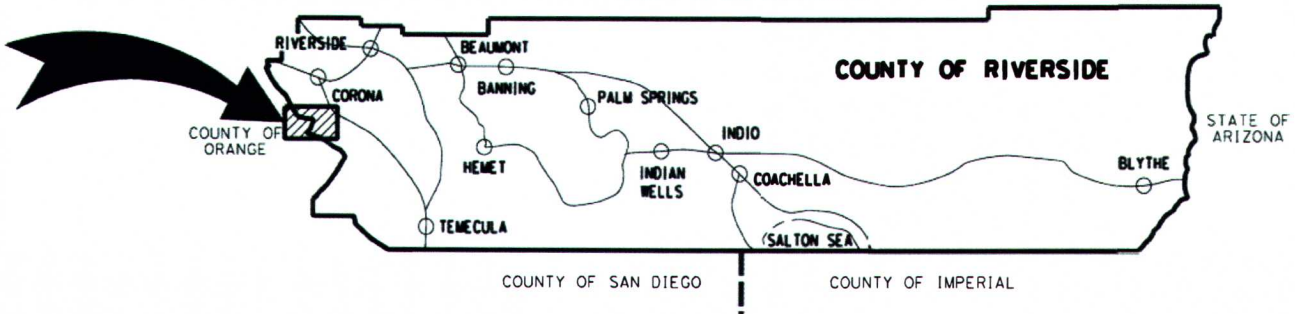 RIVERSIDE
BEAUMONT
COUNTY OF RIVERSIDE
BANNING
CORONA
PALM SPRINGS
COUNTY OF
ORANGE
STATE OF
ARIZONA
HEMET
INDIAN
WELLS
INDIO
COACHELLA
BLYTHE
TEMECULA
SALTON SEA
COUNTY OF SAN DIEGO
COUNTY OF IMPERIAL